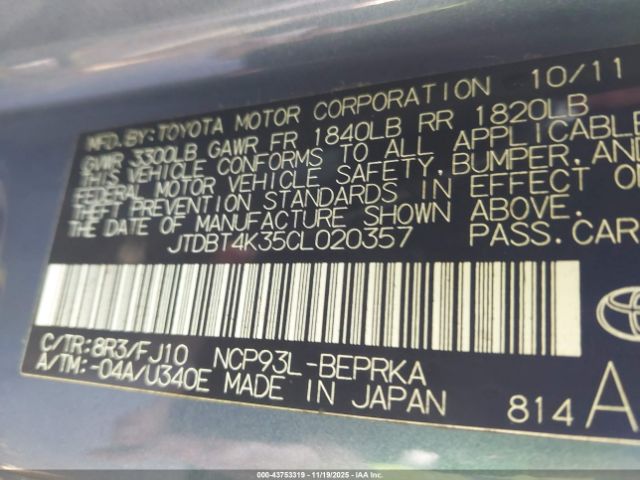 MFD.BY:TOYOTA MOTOR CORPORATION 10/11
GVWR 3300LB GAWR FR 1840LB RR 1820LB
THIS VEHICLE CONFORMS TO ALL APPLICABLE
FEDERAL MOTOR VEHICLE SAFETY, BUMPER, AND
THEFT PREVENTION STANDARDS IN EFFECT ON
THE DATE OF MANUFACTURE SHOWN ABOVE.
JTDBT4K35CL020357 PASS.CAR
C/TR:8R3/FJ10 NCP93L-BEPRKA
A/TM:-04A/U340E MADE IN JAPAN
814 A
000-43753319 | 11/19/2025 - IAAI.COM